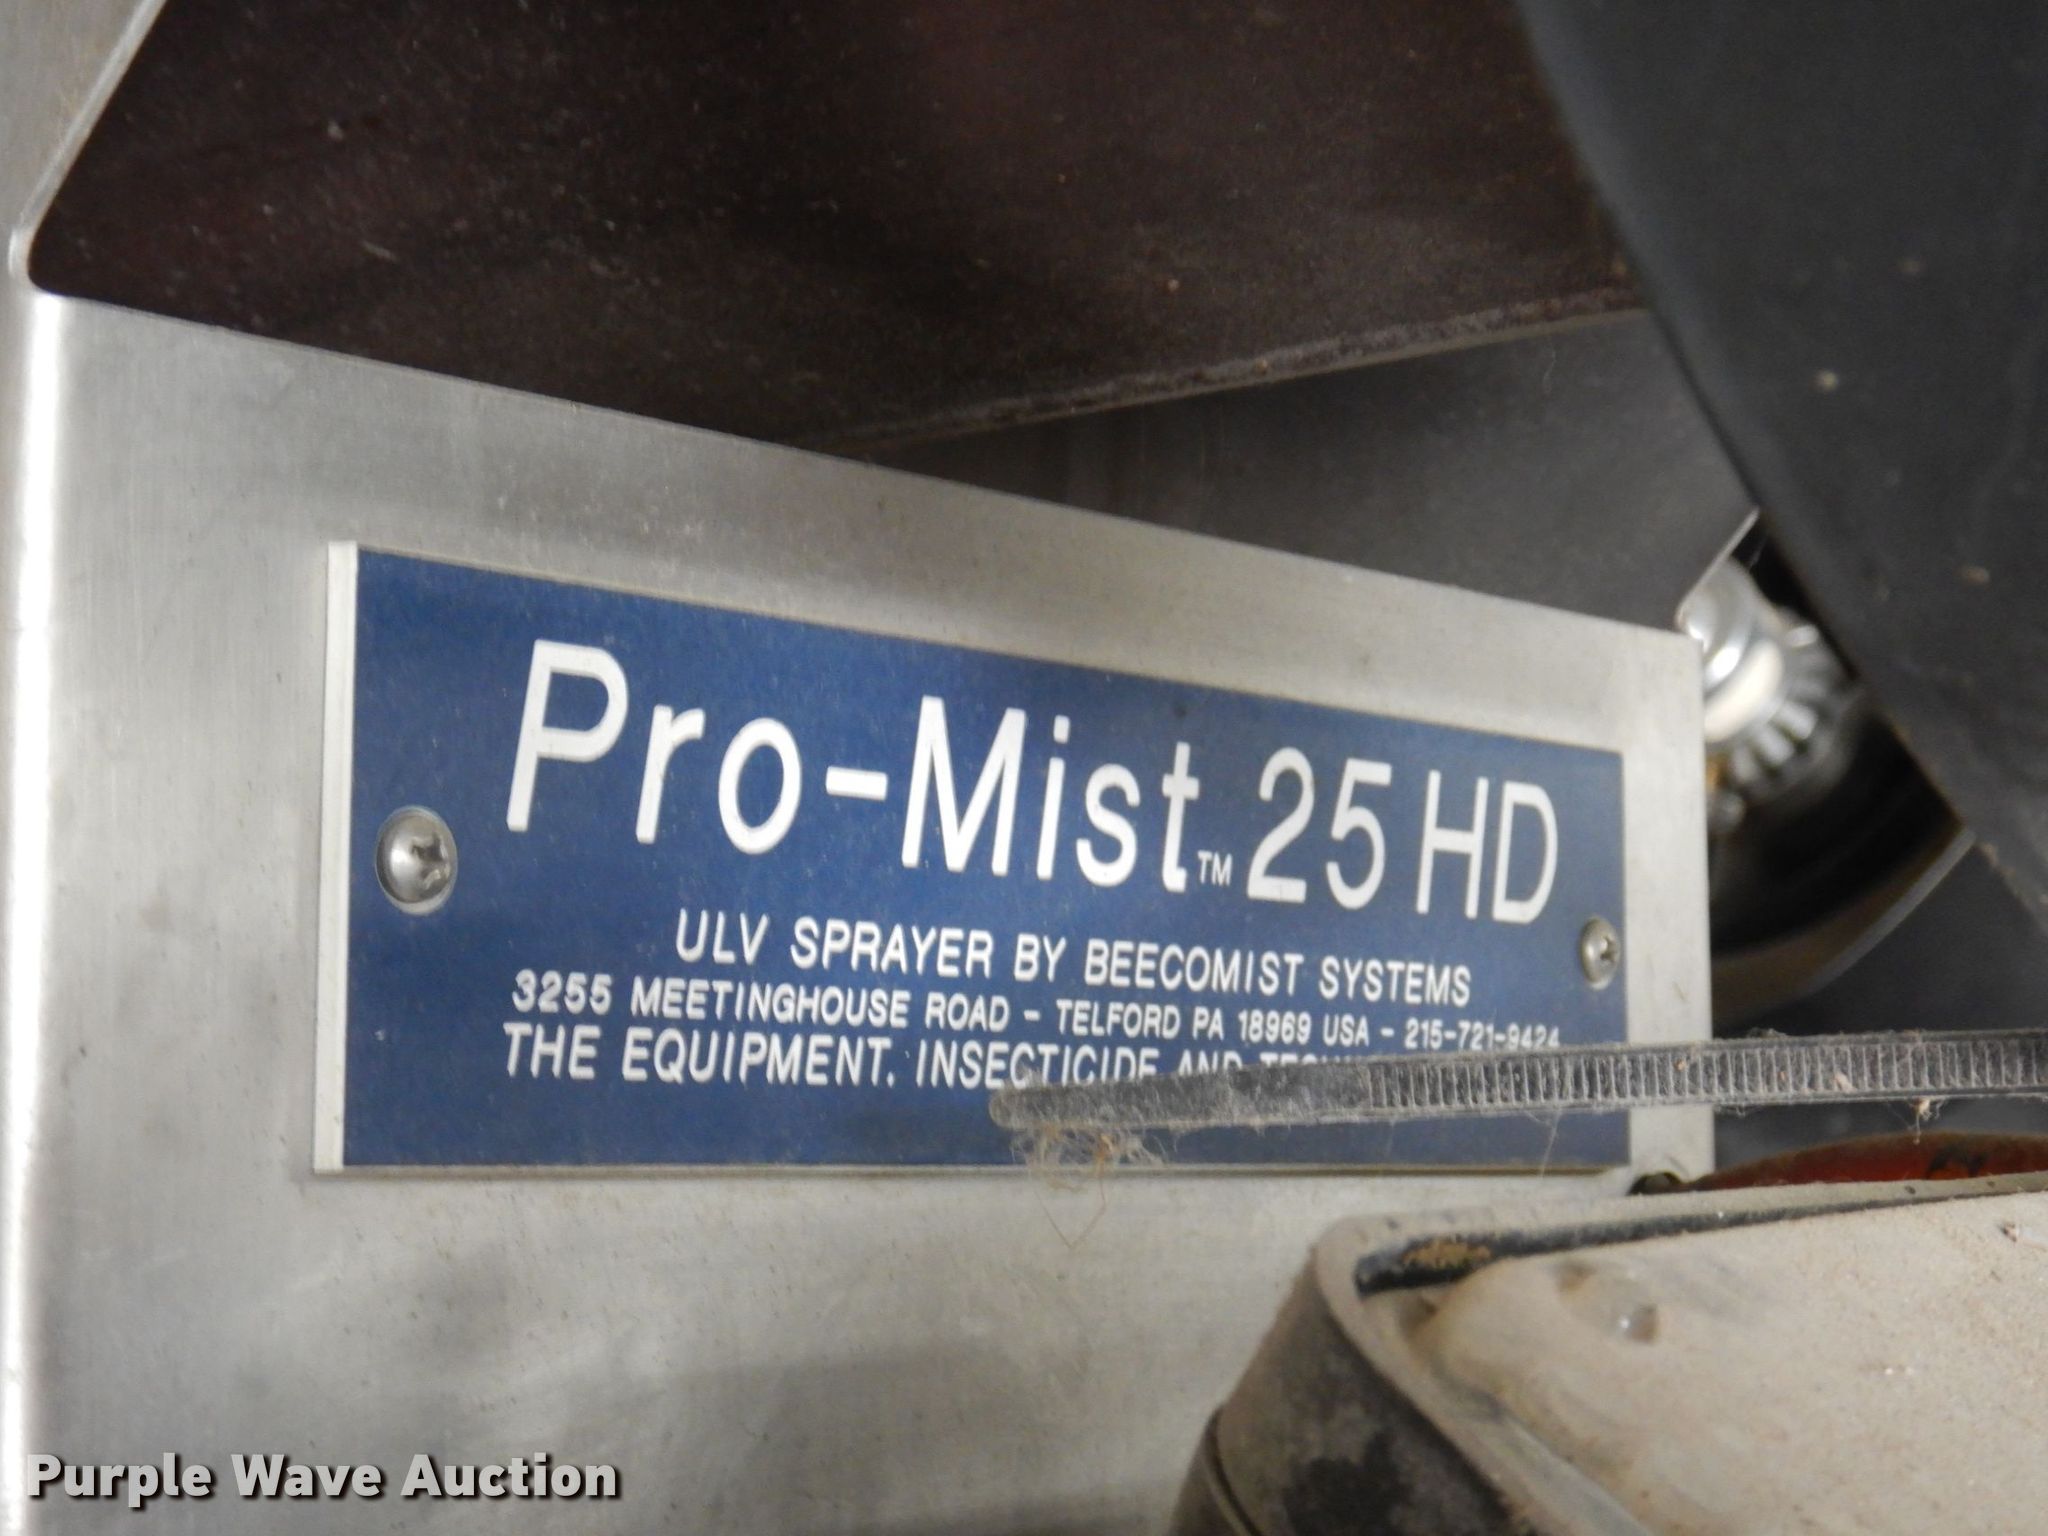 Pro-Mist™ 25 HD
ULV SPRAYER BY BEECOMIST SYSTEMS
3255 MEETINGHOUSE ROAD - TELFORD PA 18969 USA - 215-721-9424
THE EQUIPMENT, INSECTICIDE AND
Purple Wave Auction